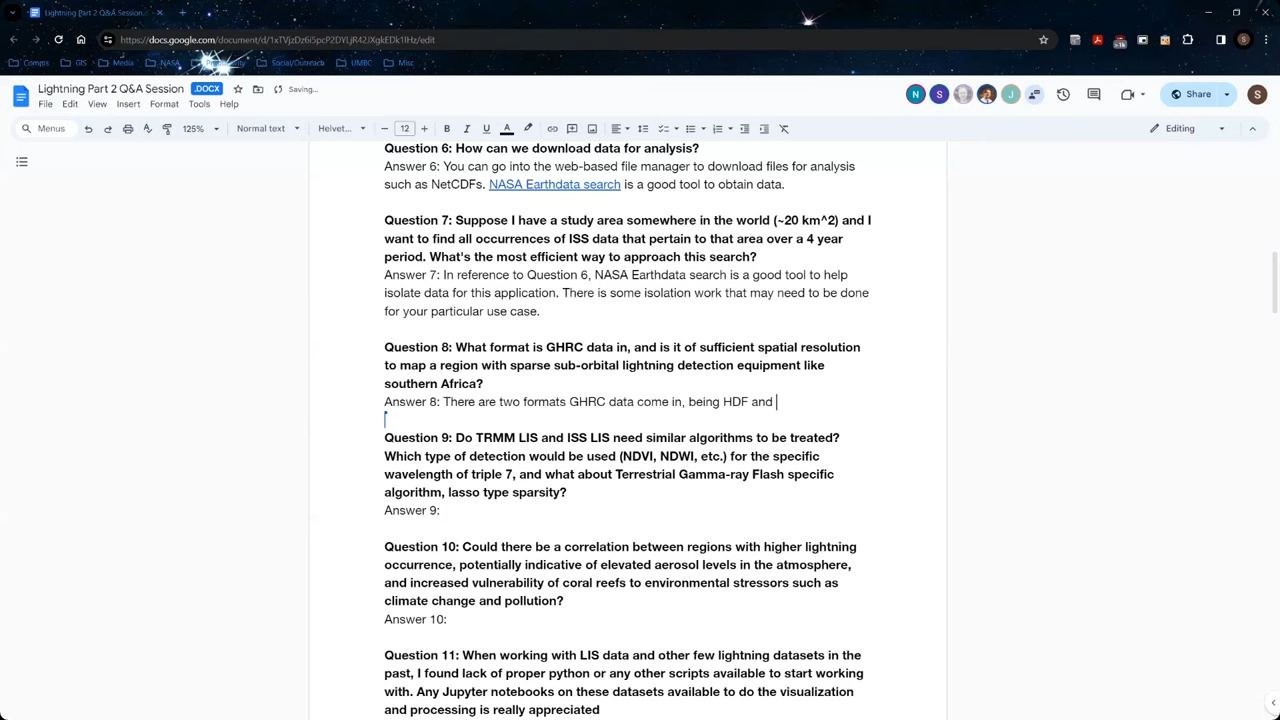 Lightning Part 2 Q&A Session...
https://docs.google.com/document/d/1xTVjzDz6i5pcP2DYLjR42JXgkEDk1IHz/edit
Comps
GIS
Media
NASA
Social/Outreach
UMBC
Misc
Lightning Part 2 Q&A Session
.DOCX
Saving...
File Edit View Insert Format Tools Help
N S J
Share
S
Menus
125%
Normal text
Helvet...
12
Editing
Question 6: How can we download data for analysis?
Answer 6: You can go into the web-based file manager to download files for analysis
such as NetCDFs. NASA Earthdata search is a good tool to obtain data.
Question 7: Suppose I have a study area somewhere in the world (~20 km^2) and I
want to find all occurrences of ISS data that pertain to that area over a 4 year
period. What's the most efficient way to approach this search?
Answer 7: In reference to Question 6, NASA Earthdata search is a good tool to help
isolate data for this application. There is some isolation work that may need to be done
for your particular use case.
Question 8: What format is GHRC data in, and is it of sufficient spatial resolution
to map a region with sparse sub-orbital lightning detection equipment like
southern Africa?
Answer 8: There are two formats GHRC data come in, being HDF and
Question 9: Do TRMM LIS and ISS LIS need similar algorithms to be treated?
Which type of detection would be used (NDVI, NDWI, etc.) for the specific
wavelength of triple 7, and what about Terrestrial Gamma-ray Flash specific
algorithm, lasso type sparsity?
Answer 9:
Question 10: Could there be a correlation between regions with higher lightning
occurrence, potentially indicative of elevated aerosol levels in the atmosphere,
and increased vulnerability of coral reefs to environmental stressors such as
climate change and pollution?
Answer 10:
Question 11: When working with LIS data and other few lightning datasets in the
past, I found lack of proper python or any other scripts available to start working
with. Any Jupyter notebooks on these datasets available to do the visualization
and processing is really appreciated